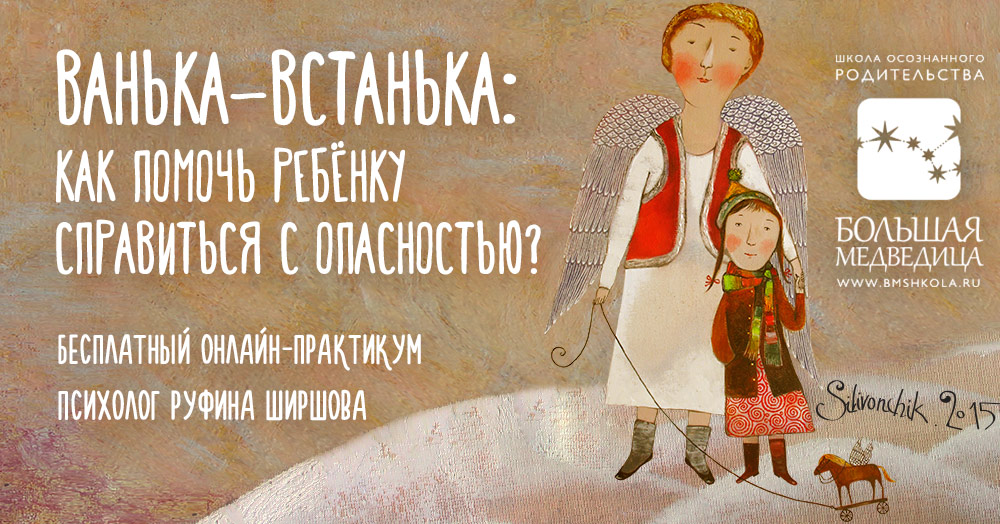 ВАНЬКА-ВСТАНЬКА:
КАК ПОМОЧЬ РЕБЁНКУ
СПРАВИТЬСЯ С ОПАСНОСТЬЮ?
БЕСПЛАТНЫЙ ОНЛАЙН-ПРАКТИКУМ
ПСИХОЛОГ РУФИНА ШИРШОВА
ШКОЛА ОСОЗНАННОГО
РОДИТЕЛЬСТВА
БОЛЬШАЯ
МЕДВЕДИЦА
WWW.BMSHKOLA.RU
Silivonchik. 2015